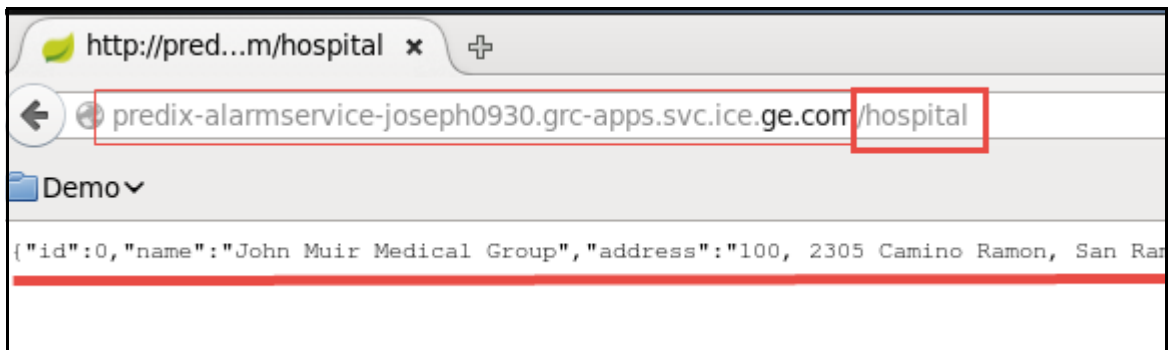 http://pred...m/hospital
predix-alarmservice-joseph0930.grc-apps.svc.ice.ge.com/hospital
Demo
{"id":0,"name":"John Muir Medical Group","address":"100, 2305 Camino Ramon, San Ram